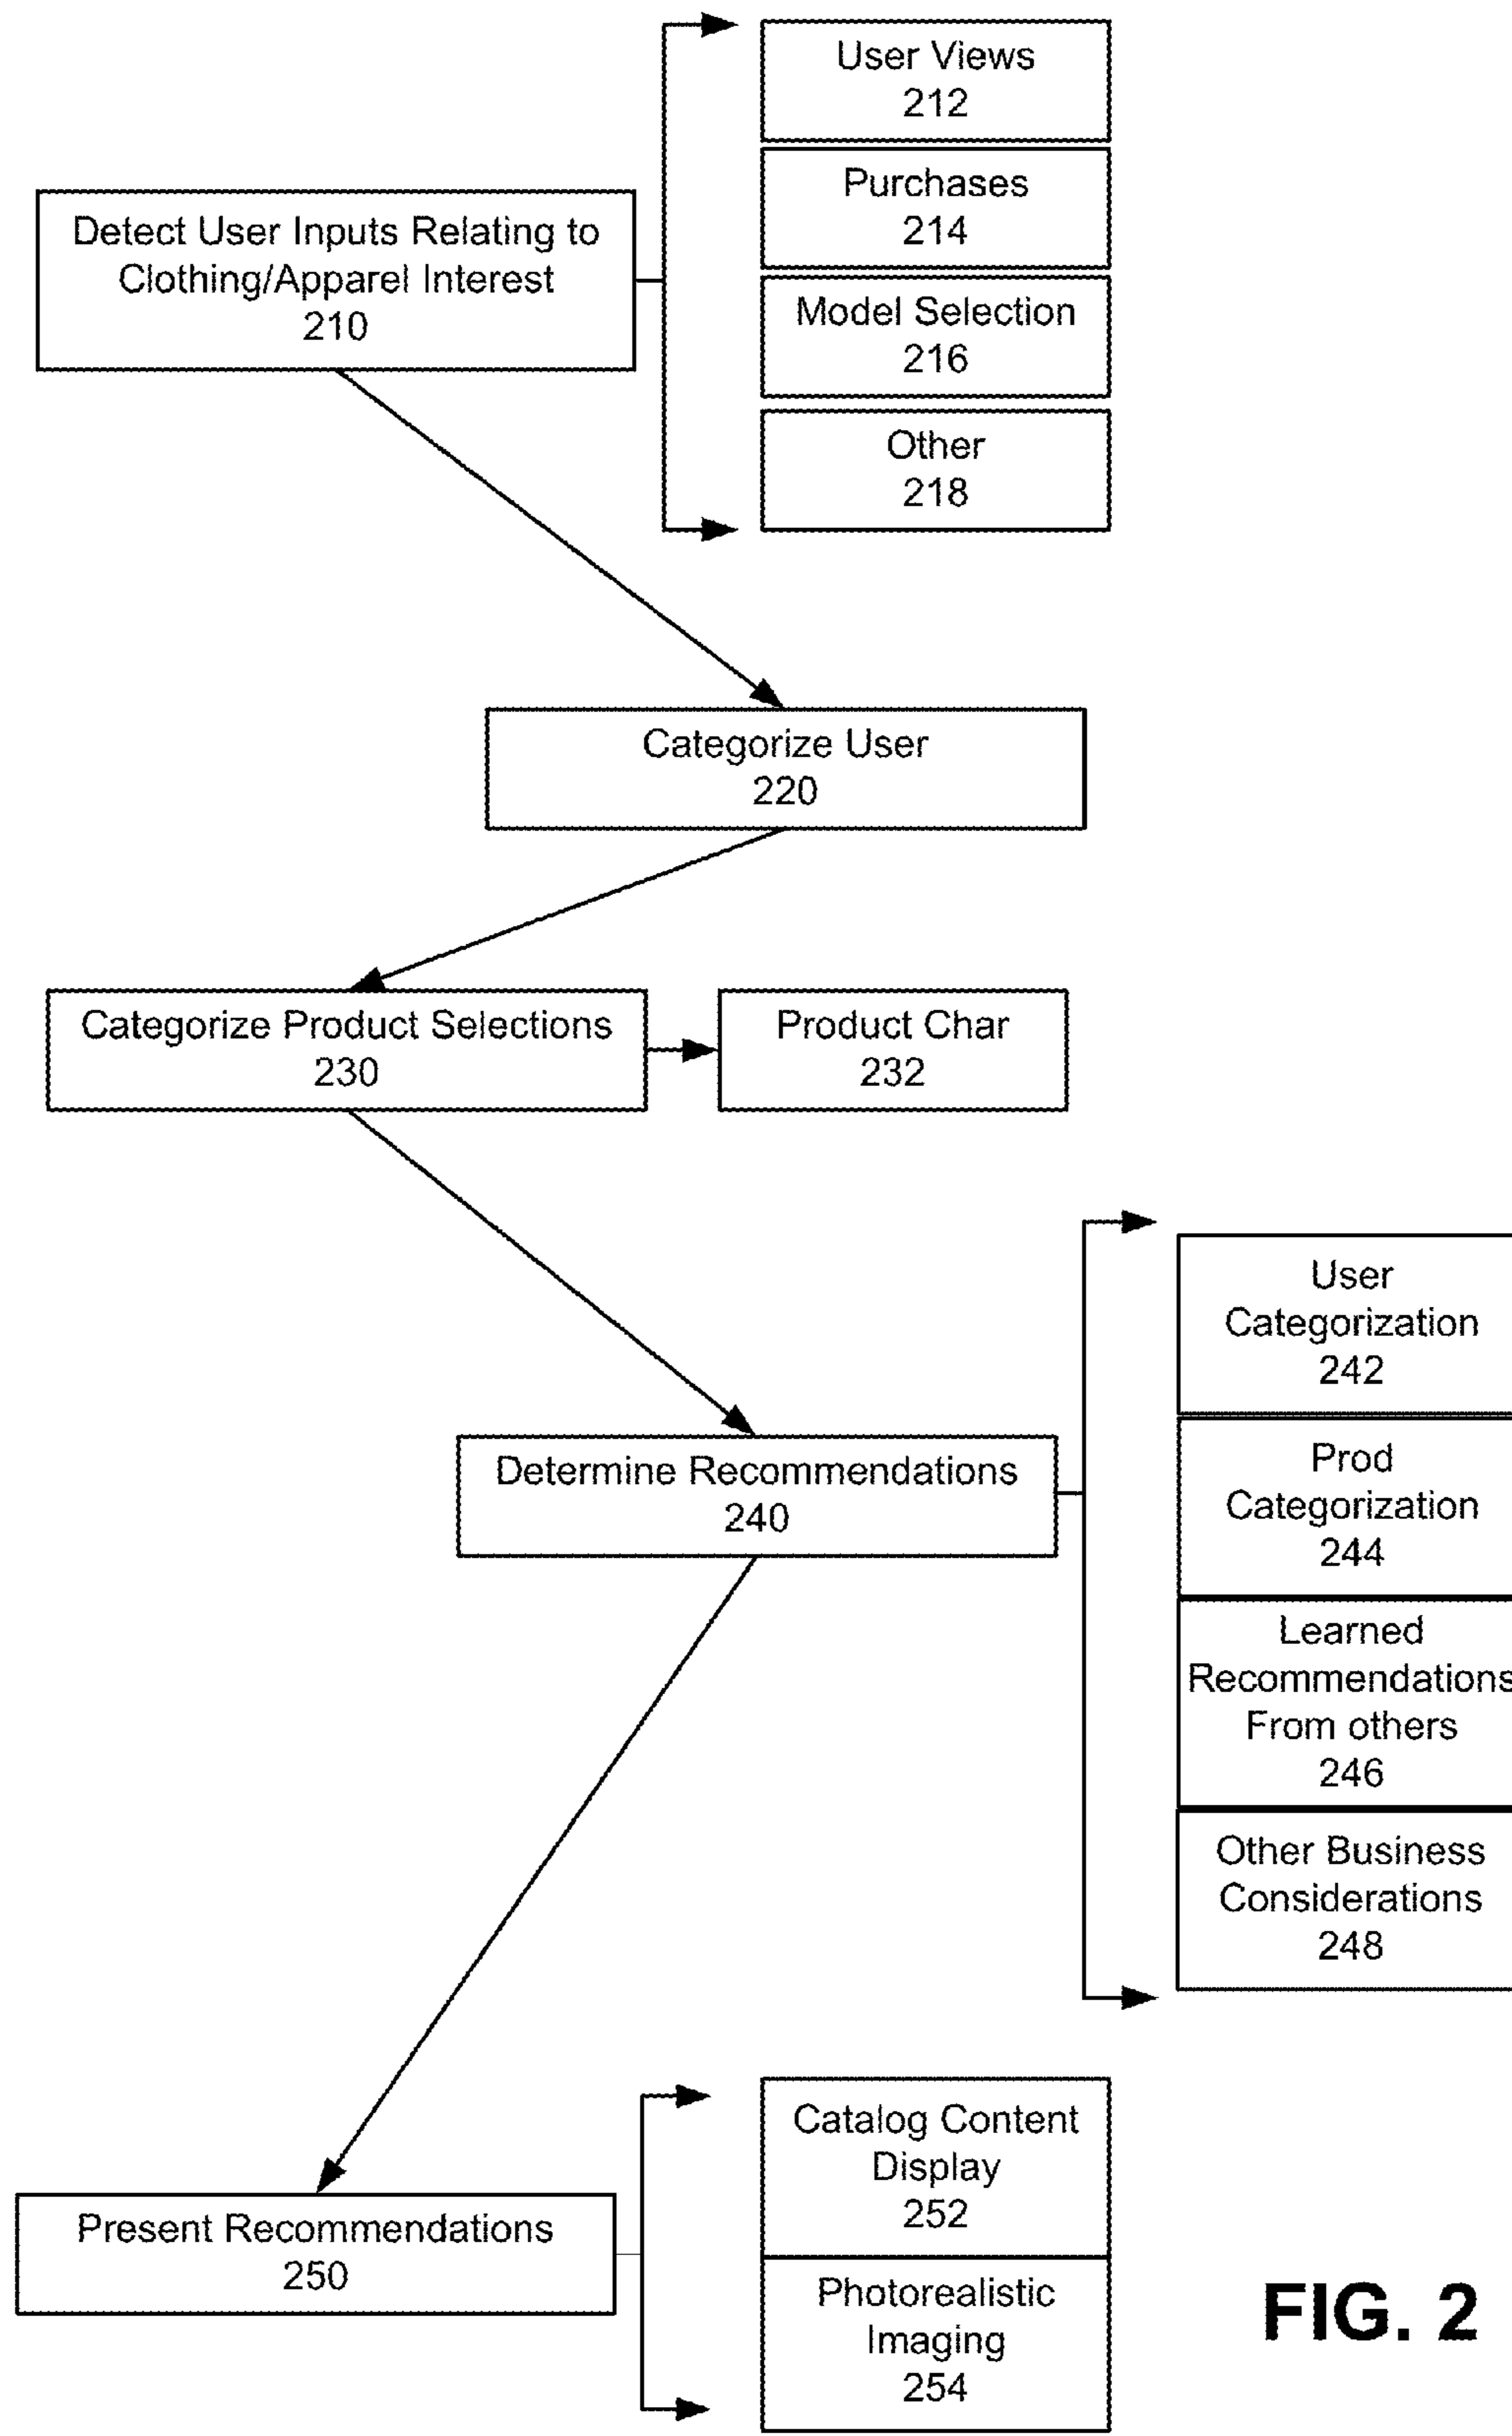 User Views
212
Purchases
214
Detect User Inputs Relating to
Clothing/Apparel Interest
210
Model Selection
216
Other
218
Categorize User
220
Categorize Product Selections
230
Product Char
232
User
Categorization
242
Determine Recommendations
240
Prod
Categorization
244
Learned
Recommendations
From others
246
Other Business
Considerations
248
Present Recommendations
250
Catalog Content
Display
252
Photorealistic
Imaging
254
FIG. 2